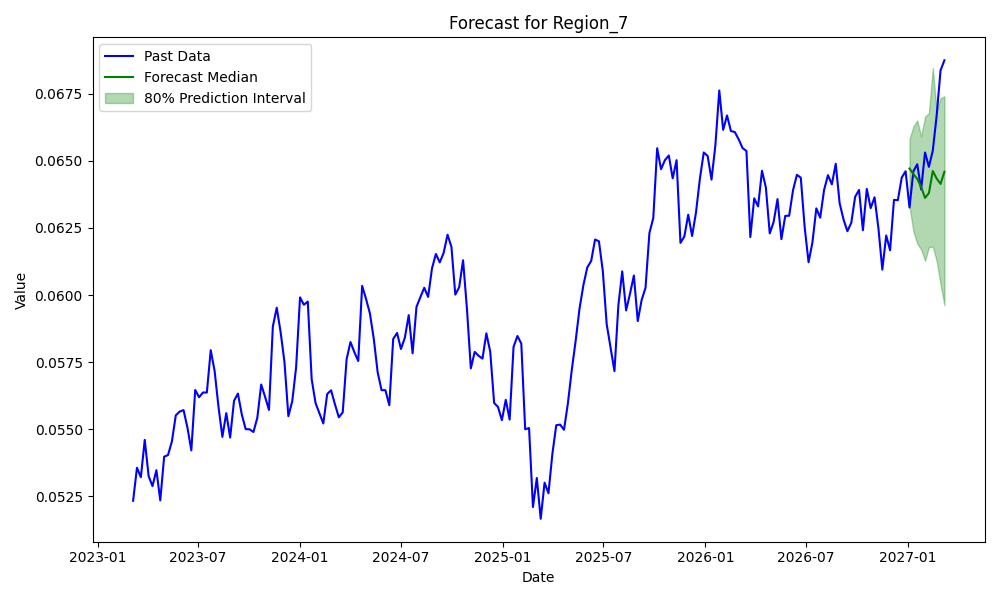 Forecast for Region_7
Past Data
Forecast Median
80% Prediction Interval
Value
0.0675
0.0650
0.0625
0.0600
0.0575
0.0550
0.0525
2023-01 2023-07 2024-01 2024-07 2025-01 2025-07 2026-01 2026-07 2027-01
Date